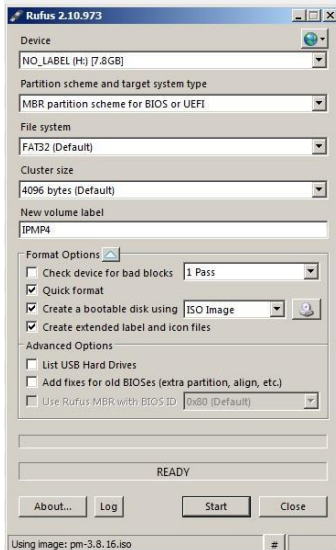 Rufus 2.10.973
Device
NO_LABEL (H:) [7.8GB]
Partition scheme and target system type
MBR partition scheme for BIOS or UEFI
File system
FAT32 (Default)
Cluster size
4096 bytes (Default)
New volume label
IPMP4
Format Options
Check device for bad blocks 1 Pass
Quick format
Create a bootable disk using ISO Image
Create extended label and icon files
Advanced Options
List USB Hard Drives
Add fixes for old BIOSes (extra partition, align, etc.)
Use Rufus MBR with BIOS ID 0x80 (Default)
READY
About... Log Start Close
Using image: pm-3.8.16.iso #